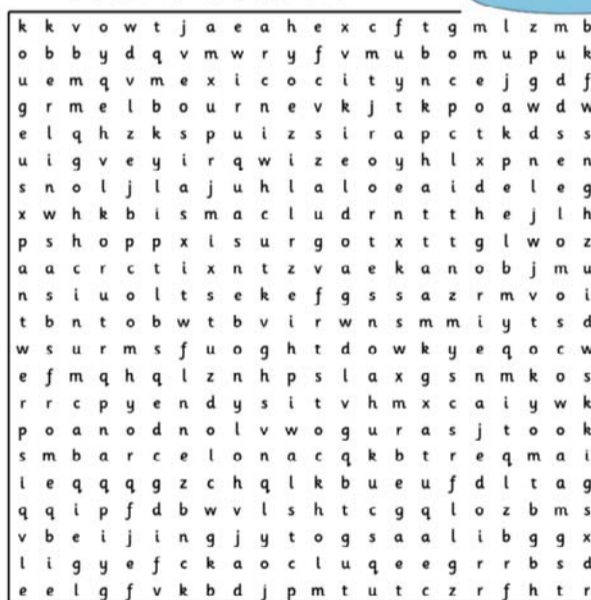 k k v o w t j a e a h e x c f t g m l z m b
o b b y d q v m w r y f v m u b o m u p u k
u e m q v m e x i c o c i t y n c e j g d f
g r m e l b o u r n e v k j t k p o a w d w
e l q h z k s p u i z s i r a p c t k d s s
u i g v e y i r q w i z e o y h l x p n e n
s n o l j l a j u h l a l o e a i d e l e g
x w h k b i s m a c l u d r n t t h e j l h
p s h o p p x i s u r g o t x t t g l w o z
a a c r c t i x n t z v a e k a n o b j m u
n s i u o l t s e k e f g s s a z r m v o i
t b n t o b w t b v i r w n s m m i y t s d
w s u r m s f u o g h t d o w k y e q o c w
e f m q h q l z n h p s l a x g s n m k o s
r r c p y e n d y s i t v h m x c a i y w k
p o a n o d n o l v w o g u r a s j t o o k
s m b a r c e l o n a c q k b t r e q m a i
i e q q q g z c h q l k b u e u f d l t a g
q q i p f d b w v l s h t c g q l o z b m s
v b e i j i n g j y t o g s a a l i b g g x
l i g y e f c k a o c l u q e e g r r b s d
e e l g f v k b d j p m t u t c z r f h t r